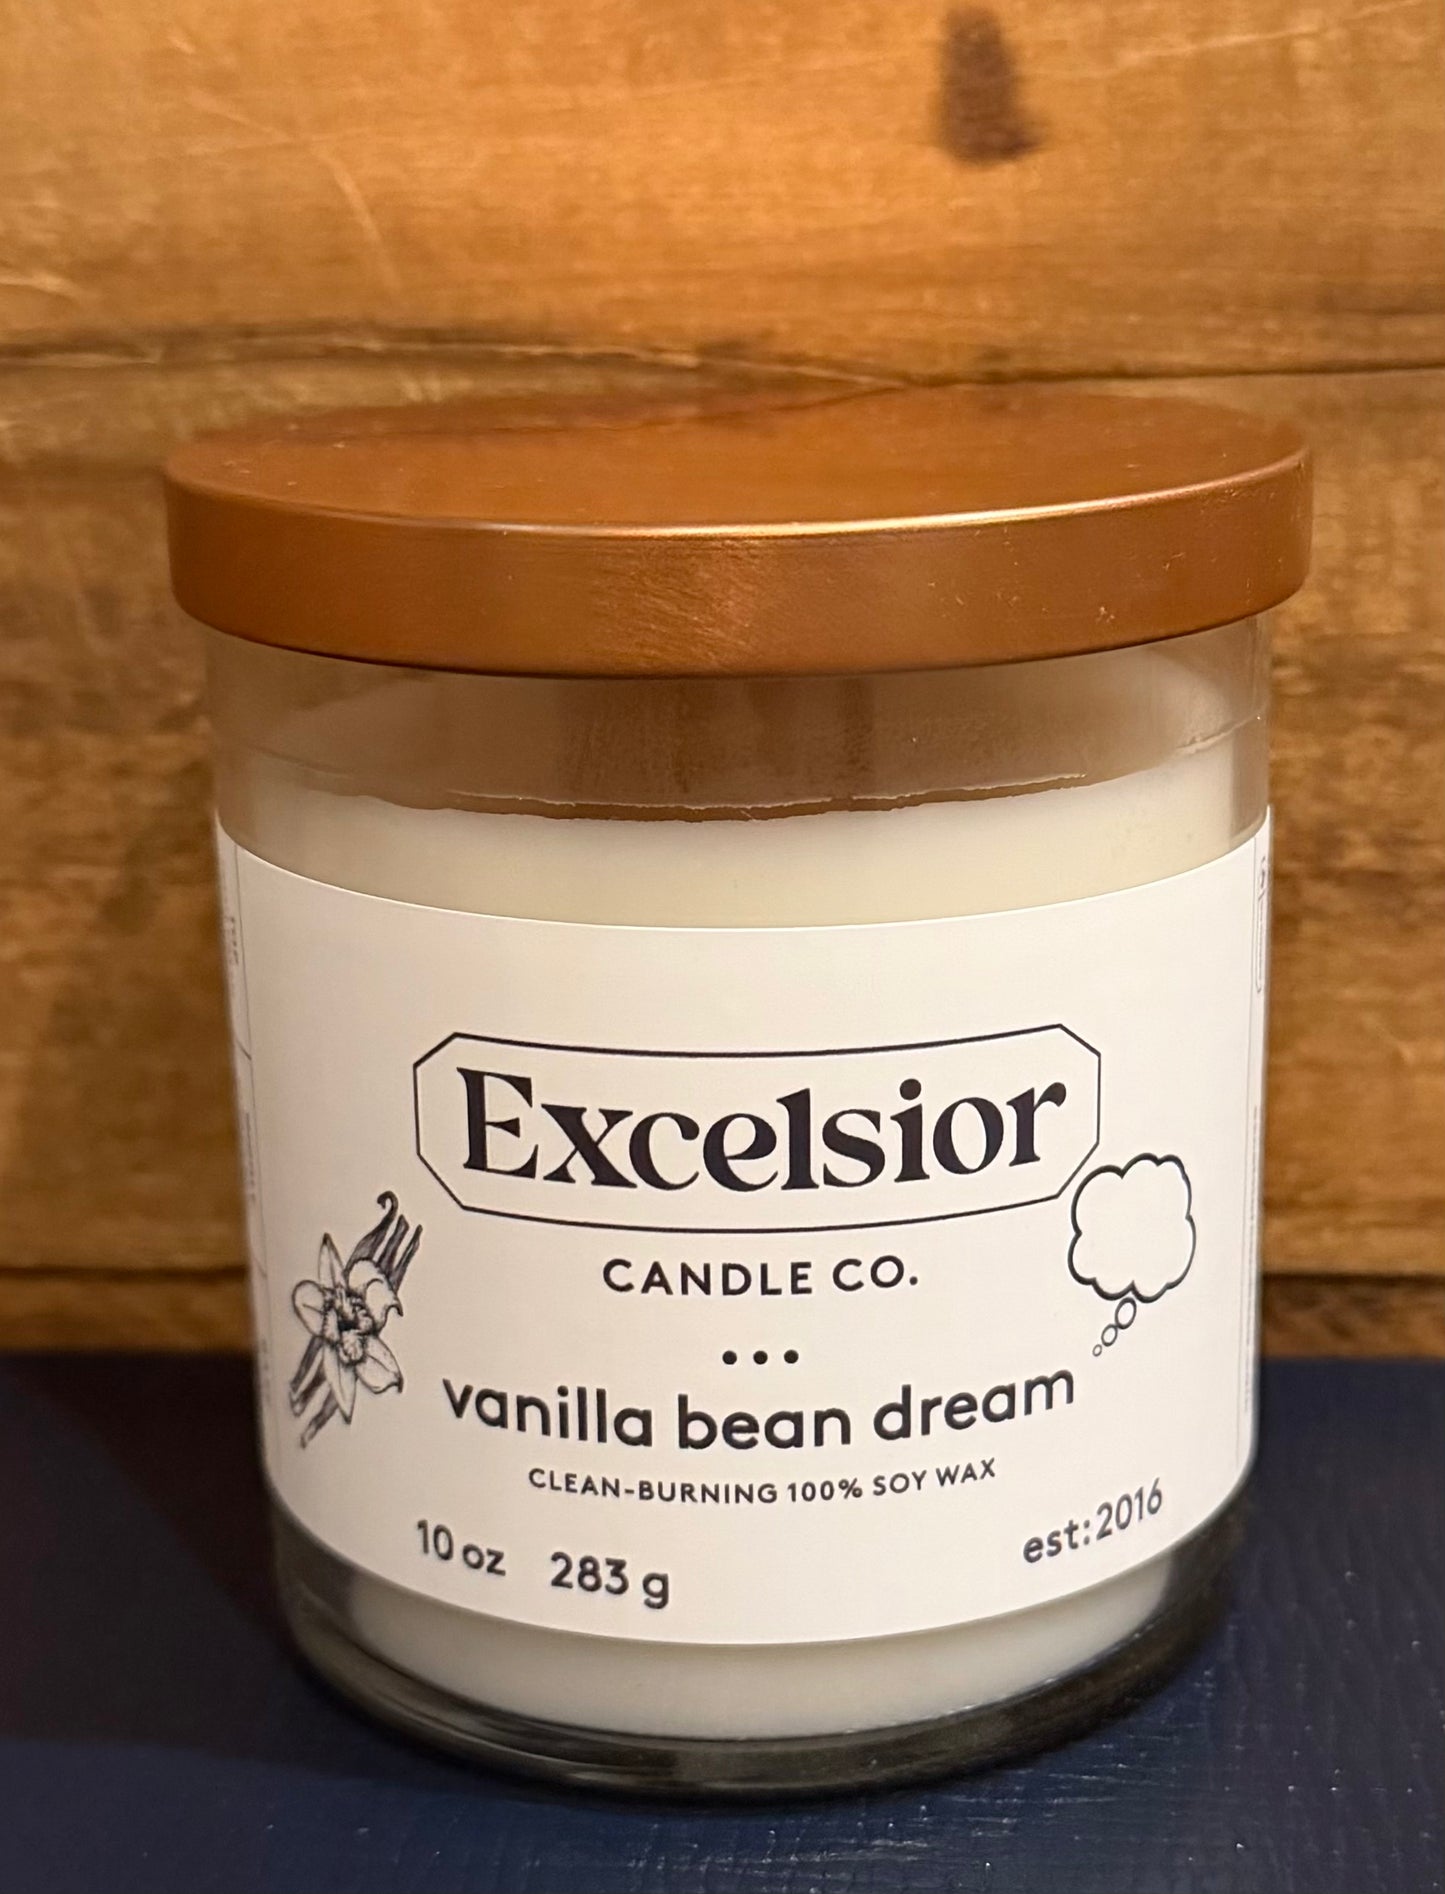 Excelsior
CANDLE CO.
vanilla bean dream
CLEAN-BURNING 100% SOY WAX
10 oz 283 g
est:2016